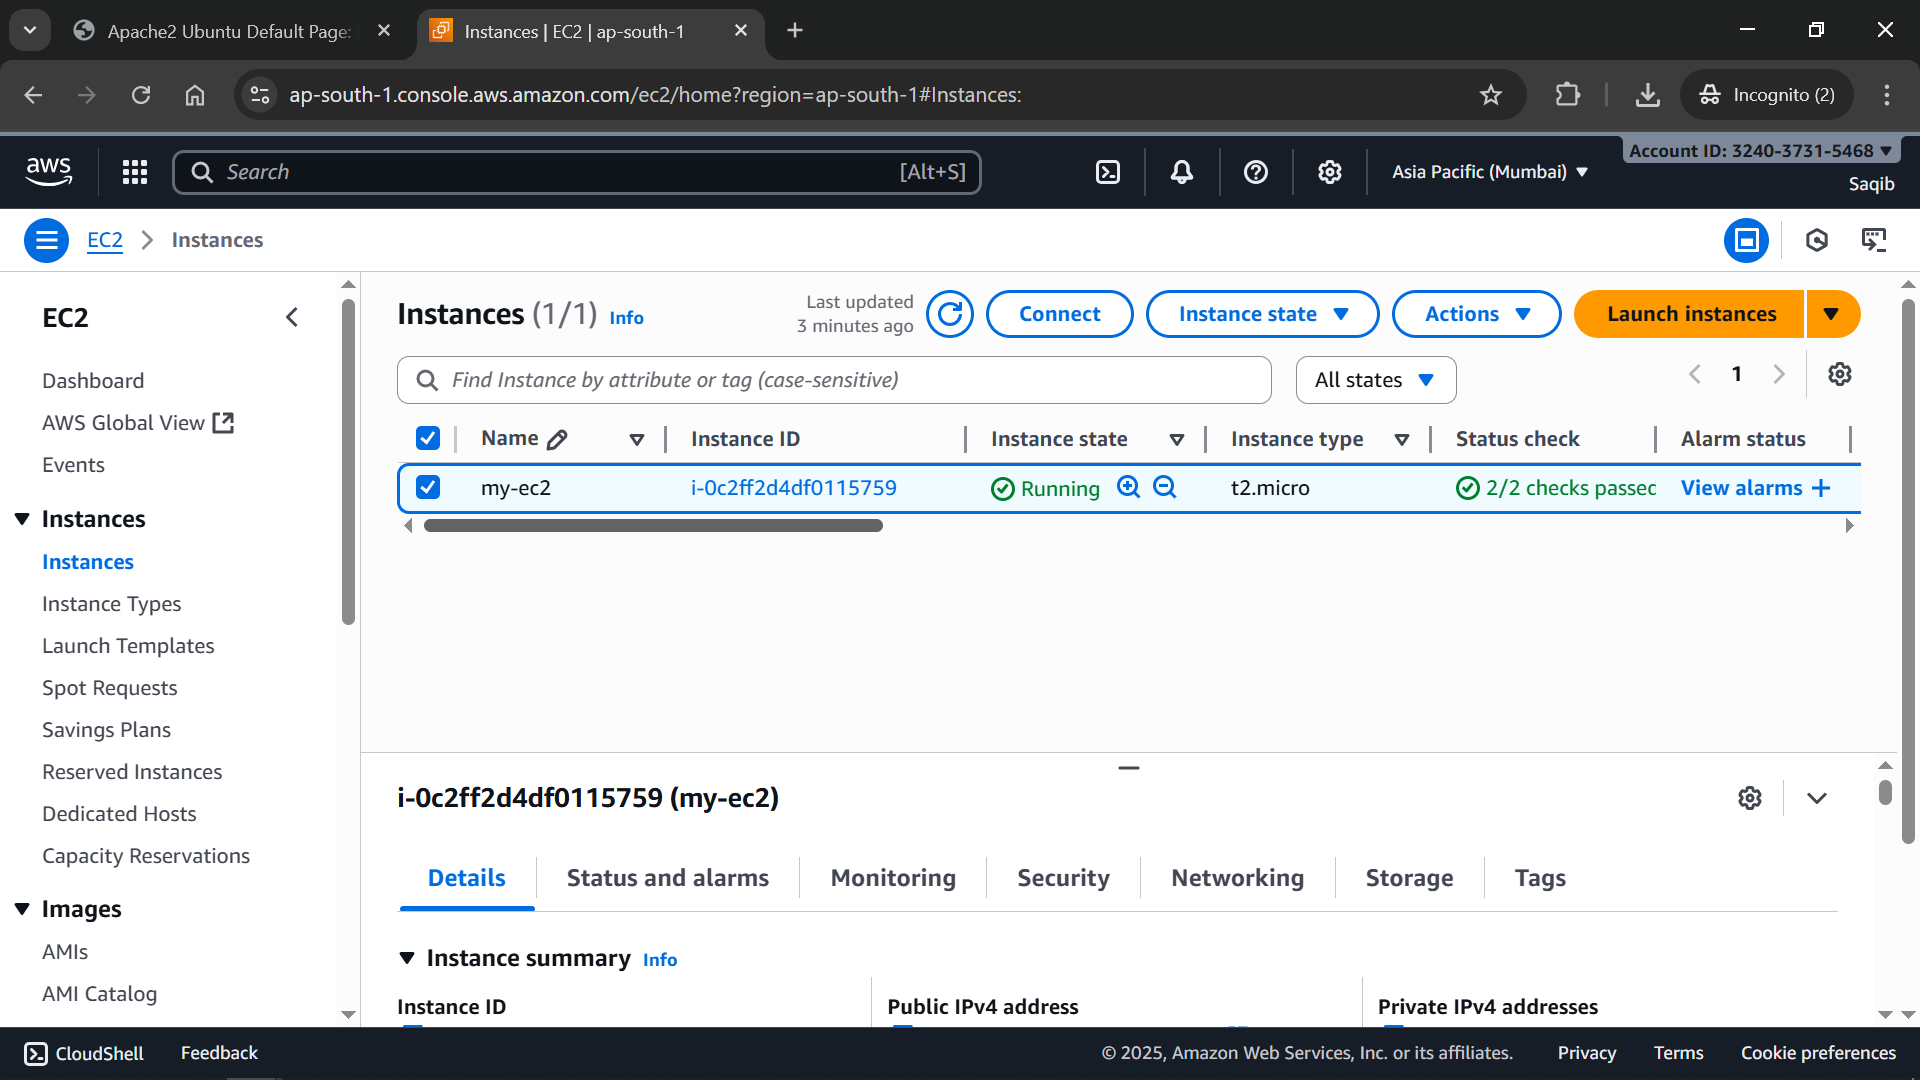 Apache2 Ubuntu Default Page:
Instances | EC2 | ap-south-1
ap-south-1.console.aws.amazon.com/ec2/home?region=ap-south-1#Instances:
Incognito (2)
aws
Search
[Alt+S]
Asia Pacific (Mumbai)
Account ID: 3240-3731-5468
Saqib
EC2
Instances
EC2
Dashboard
AWS Global View
Events
Instances
Instances
Instance Types
Launch Templates
Spot Requests
Savings Plans
Reserved Instances
Dedicated Hosts
Capacity Reservations
Images
AMIs
AMI Catalog
Instances (1/1) Info
Last updated
3 minutes ago
Connect
Instance state
Actions
Launch instances
Find Instance by attribute or tag (case-sensitive)
All states
1
Name Instance ID Instance state Instance type Status check Alarm status
my-ec2 i-0c2ff2d4df0115759 Running t2.micro 2/2 checks passec View alarms +
i-0c2ff2d4df0115759 (my-ec2)
Details Status and alarms Monitoring Security Networking Storage Tags
Instance summary Info
Instance ID Public IPv4 address Private IPv4 addresses
CloudShell Feedback © 2025, Amazon Web Services, Inc. or its affiliates. Privacy Terms Cookie preferences